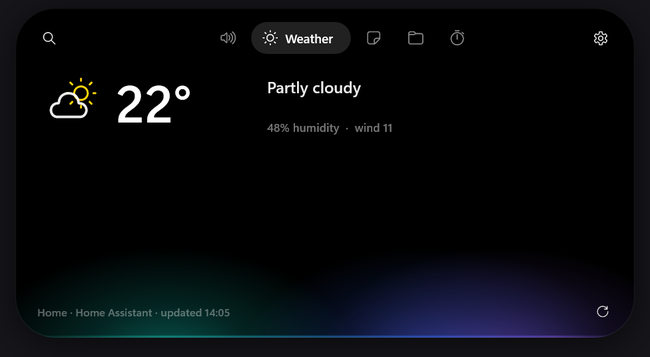 Weather
22°
Partly cloudy
48% humidity · wind 11
Home · Home Assistant · updated 14:05